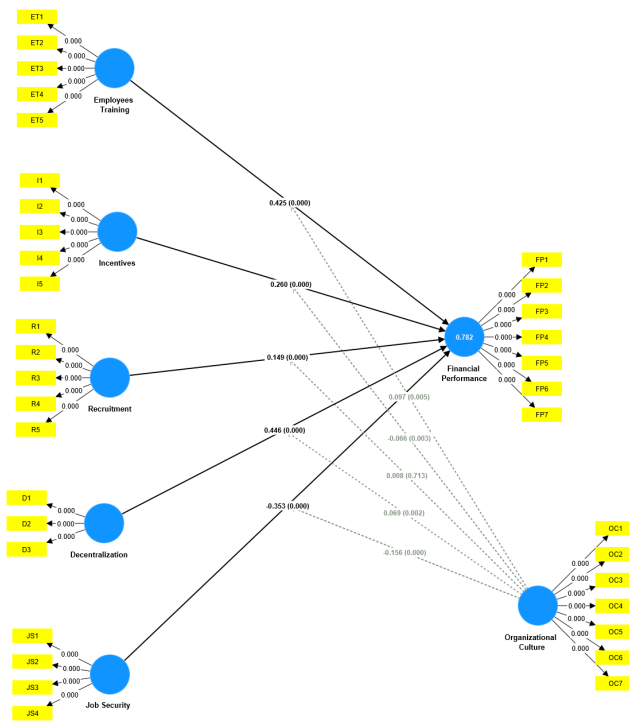 ET1
0.000
ET2
0.000
ET3
0.000
ET4
0.000
ET5
0.000
Employees
Training
I1
0.000
I2
0.000
I3
0.000
I4
0.000
I5
0.000
Incentives
R1
0.000
R2
0.000
R3
0.000
R4
0.000
R5
0.000
Recruitment
D1
0.000
D2
0.000
D3
0.000
Decentralization
JS1
0.000
JS2
0.000
JS3
0.000
JS4
0.000
Job Security
0.425 (0.000)
0.260 (0.000)
0.149 (0.000)
0.446 (0.000)
-0.353 (0.000)
0.097 (0.005)
-0.066 (0.003)
0.008 (0.713)
0.069 (0.002)
-0.156 (0.000)
0.782
Financial
Performance
FP1
0.000
FP2
0.000
FP3
0.000
FP4
0.000
FP5
0.000
FP6
0.000
FP7
0.000
Organizational
Culture
OC1
0.000
OC2
0.000
OC3
0.000
OC4
0.000
OC5
0.000
OC6
0.000
OC7
0.000